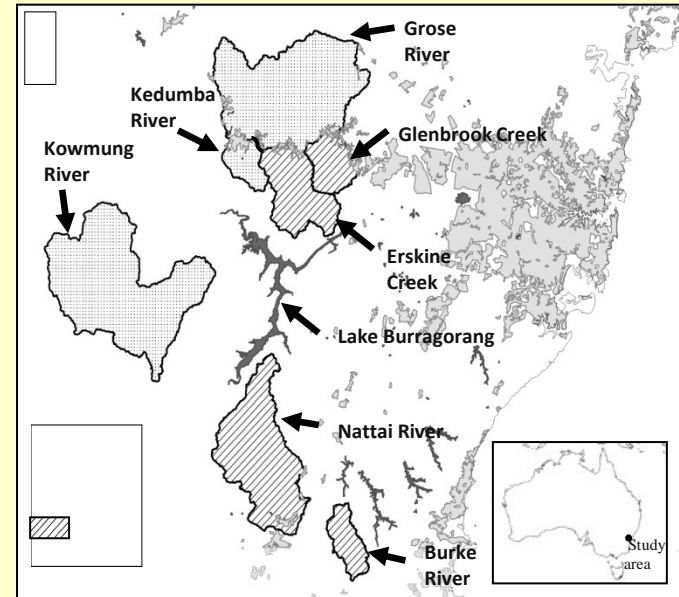 Grose
River
Kedumba
River
Glenbrook Creek
Kowmung
River
Erskine
Creek
Lake Burragorang
Nattai River
Study
area
Burke
River